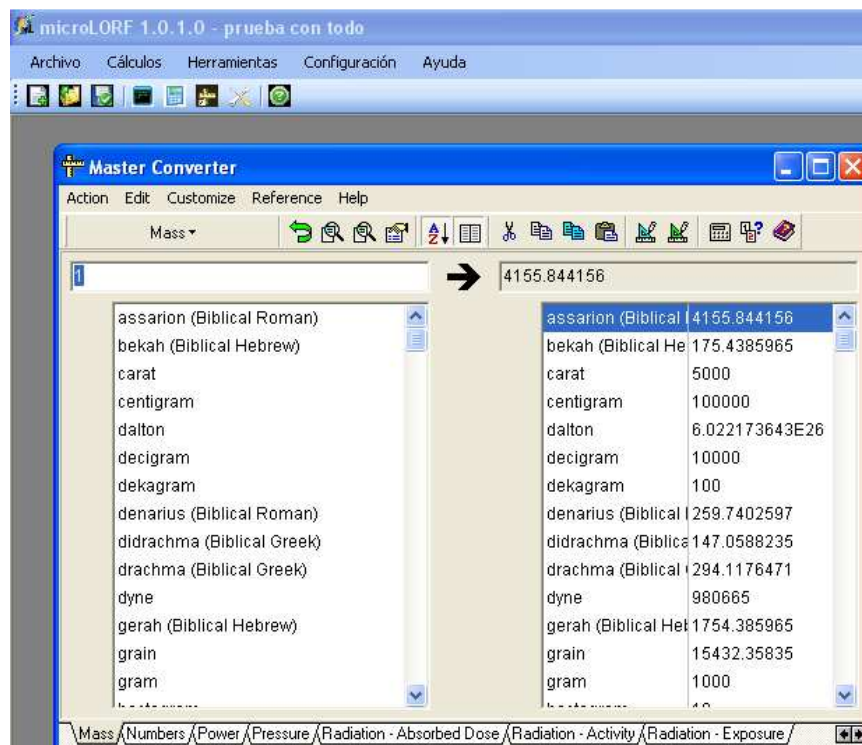 microLORF 1.0.1.0 - prueba con todo
Archivo Cálculos Herramientas Configuración Ayuda
Master Converter
Action Edit Customize Reference Help
Mass
1 4155.844156
assarion (Biblical Roman) assarion (Biblical 4155.844156
bekah (Biblical Hebrew) bekah (Biblical He 175.4385965
carat carat 5000
centigram centigram 100000
dalton dalton 6.022173643E26
decigram decigram 10000
dekagram dekagram 100
denarius (Biblical Roman) denarius (Biblical 259.7402597
didrachma (Biblical Greek) didrachma (Biblica 147.0588235
drachma (Biblical Greek) drachma (Biblical 294.1176471
dyne dyne 980665
gerah (Biblical Hebrew) gerah (Biblical Hel 1754.385965
grain grain 15432.35835
gram gram 1000
Mass Numbers Power Pressure Radiation - Absorbed Dose Radiation - Activity Radiation - Exposure